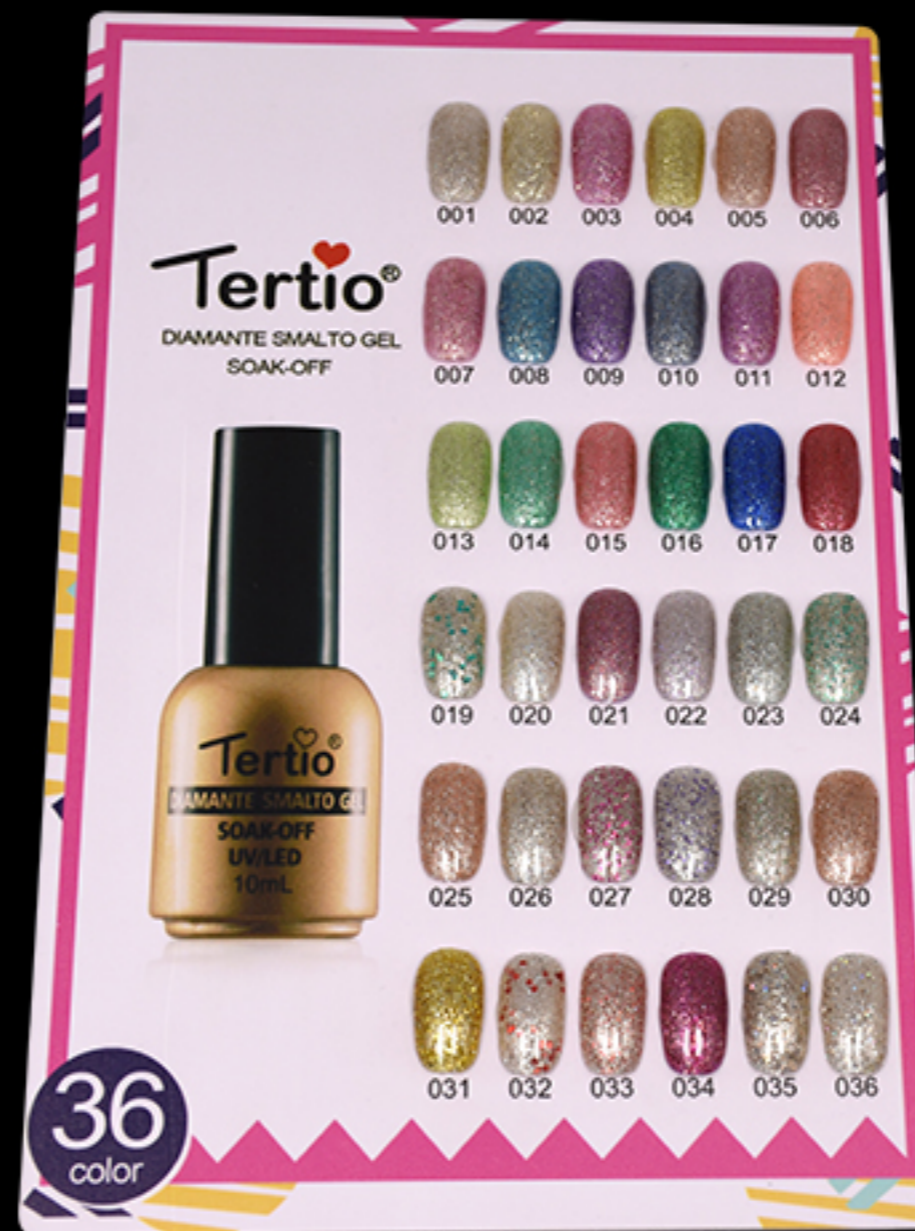 Tertio®
DIAMANTE SMALTO GEL
SOAK-OFF
001 002 003 004 005 006
007 008 009 010 011 012
013 014 015 016 017 018
019 020 021 022 023 024
Tertio®
DIAMANTE SMALTO GEL
SOAK-OFF
UV/LED
10mL
025 026 027 028 029 030
031 032 033 034 035 036
36
color